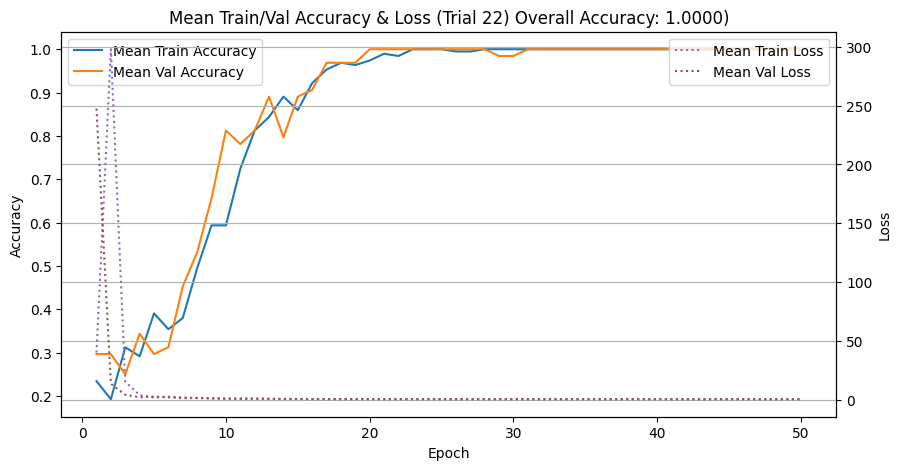 Mean Train/Val Accuracy & Loss (Trial 22) Overall Accuracy: 1.0000)
Mean Train Accuracy
Mean Val Accuracy
Mean Train Loss
Mean Val Loss
1.0
0.9
0.8
0.7
0.6
0.5
0.4
0.3
0.2
Accuracy
300
250
200
150
100
50
0
Loss
0 10 20 30 40 50
Epoch